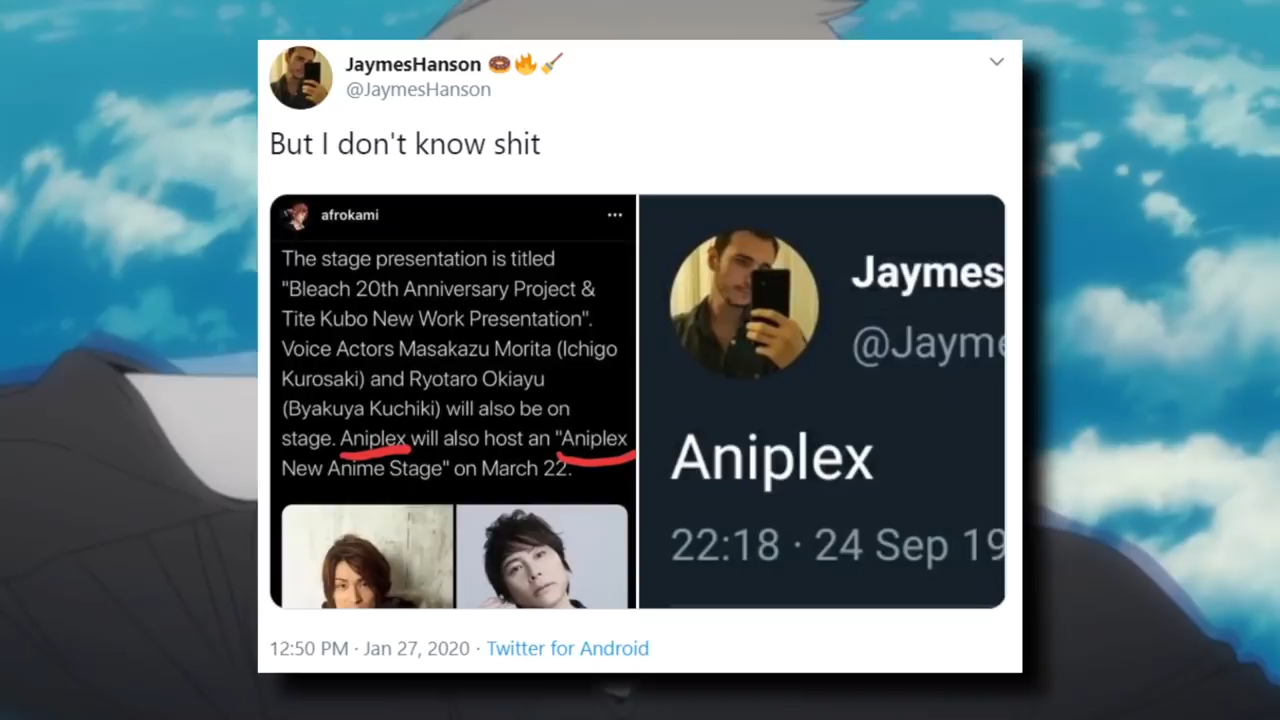 JaymesHanson 🍩🔥🧹
@JaymesHanson
But I don't know shit
afrokami
The stage presentation is titled
"Bleach 20th Anniversary Project &
Tite Kubo New Work Presentation".
Voice Actors Masakazu Morita (Ichigo
Kurosaki) and Ryotaro Okiayu
(Byakuya Kuchiki) will also be on
stage. Aniplex will also host an "Aniplex
New Anime Stage" on March 22.
Jaymes
@Jayme
Aniplex
22:18 · 24 Sep 19
12:50 PM · Jan 27, 2020 · Twitter for Android